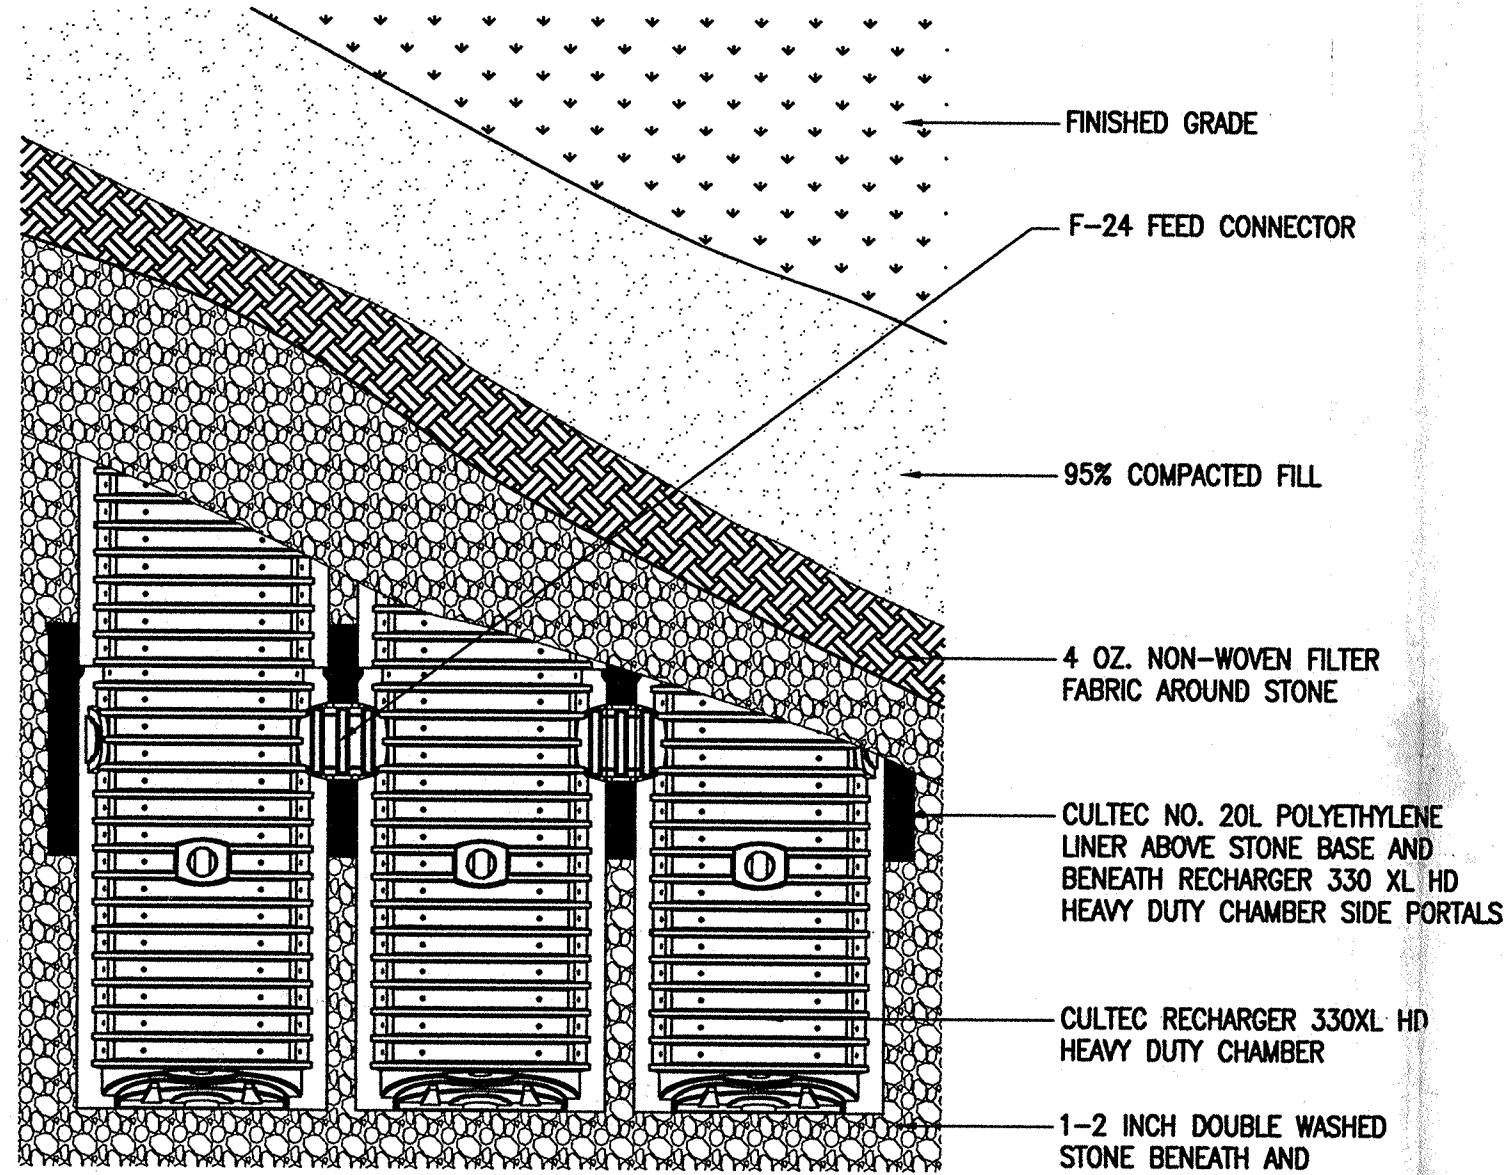 FINISHED GRADE
F-24 FEED CONNECTOR
95% COMPACTED FILL
4 OZ. NON-WOVEN FILTER
FABRIC AROUND STONE
CULTEC NO. 20L POLYETHYLENE
LINER ABOVE STONE BASE AND
BENEATH RECHARGER 330 XL HD
HEAVY DUTY CHAMBER SIDE PORTALS
CULTEC RECHARGER 330XL HD
HEAVY DUTY CHAMBER
1-2 INCH DOUBLE WASHED
STONE BENEATH AND